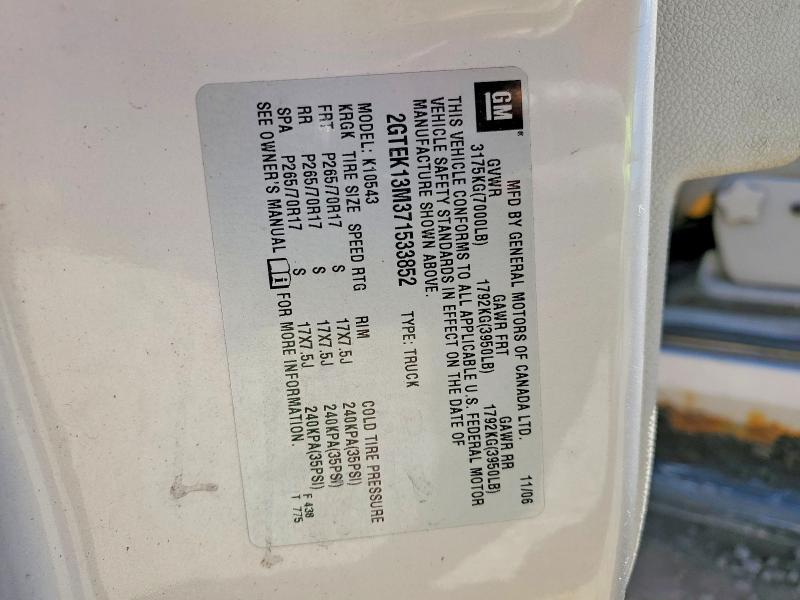 GM®
MFD BY GENERAL MOTORS OF CANADA LTD. 11/06
GVWR GAWR FRT GAWR RR
3175KG(7000LB) 1792KG(3950LB) 1792KG(3950LB)
THIS VEHICLE CONFORMS TO ALL APPLICABLE U.S. FEDERAL MOTOR
VEHICLE SAFETY STANDARDS IN EFFECT ON THE DATE OF
MANUFACTURE SHOWN ABOVE.
2GTEK13M371533852 TYPE: TRUCK
MODEL: K10543
KRGK TIRE SIZE SPEED RTG RIM COLD TIRE PRESSURE
FRT P265/70R17 S 17X7.5J 240KPA(35PSI)
RR P265/70R17 S 17X7.5J 240KPA(35PSI)
SPA P265/70R17 S 17X7.5J 240KPA(35PSI)
SEE OWNER'S MANUAL i FOR MORE INFORMATION.
F 438
T 775